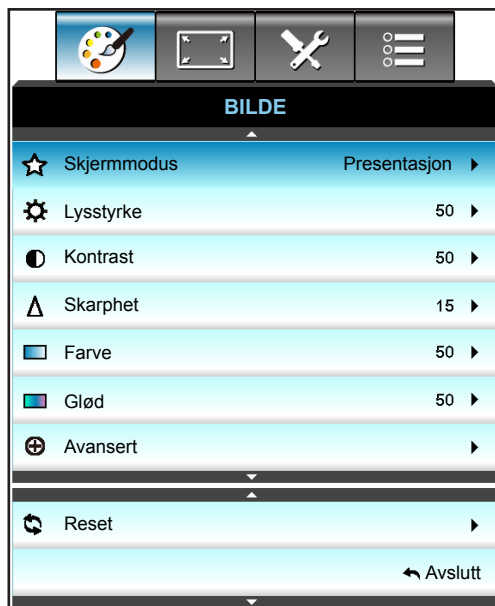 BILDE
Skjermmodus Presentasjon
Lysstyrke 50
Kontrast 50
Skarphet 15
Farve 50
Glød 50
Avansert
Reset
Avslutt